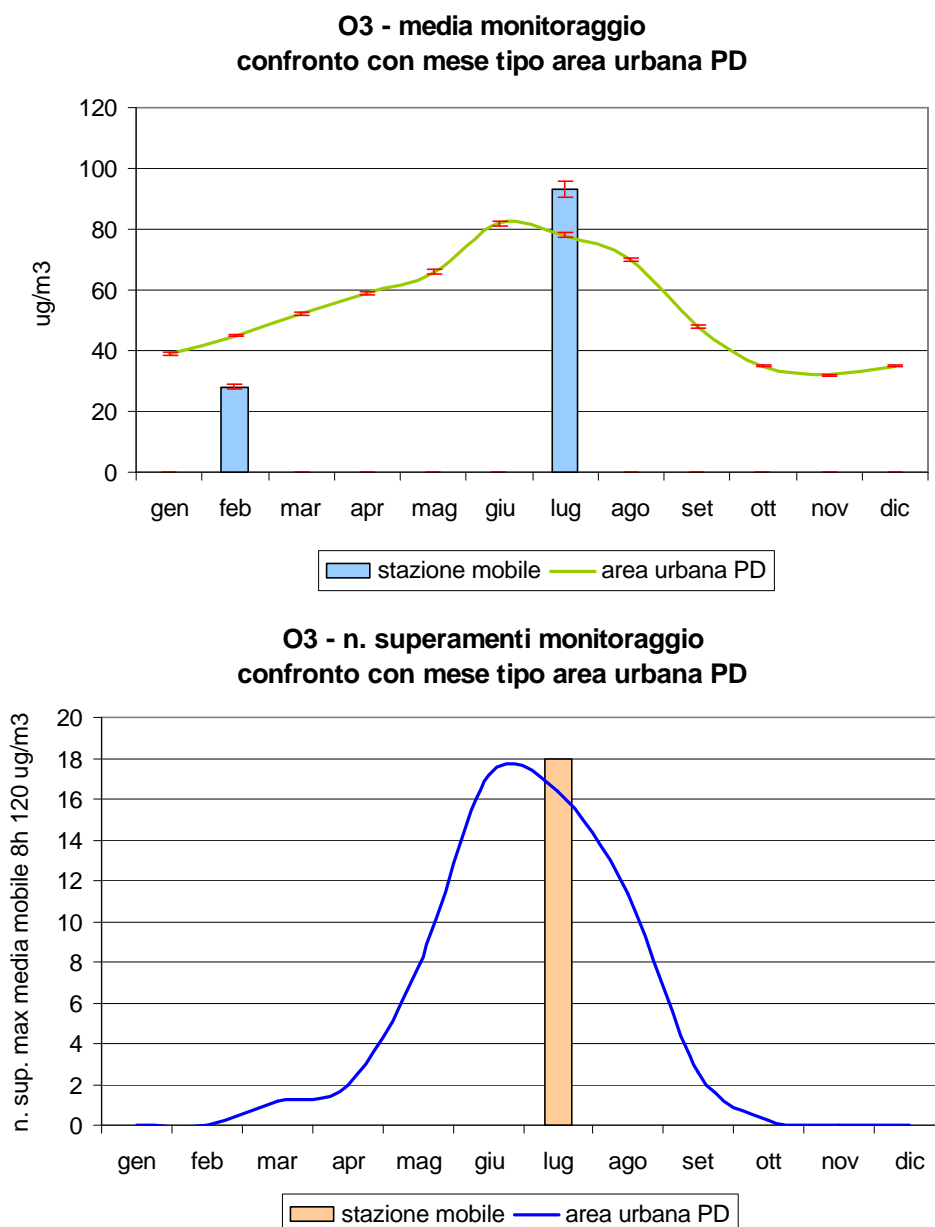 O3 - media monitoraggio
confronto con mese tipo area urbana PD
120
100
80
60
40
20
0
ug/m3
gen feb mar apr mag giu lug ago set ott nov dic
stazione mobile area urbana PD
O3 - n. superamenti monitoraggio
confronto con mese tipo area urbana PD
20
18
16
14
12
10
8
6
4
2
0
n. sup. max media mobile 8h 120 ug/m3
gen feb mar apr mag giu lug ago set ott nov dic
stazione mobile area urbana PD